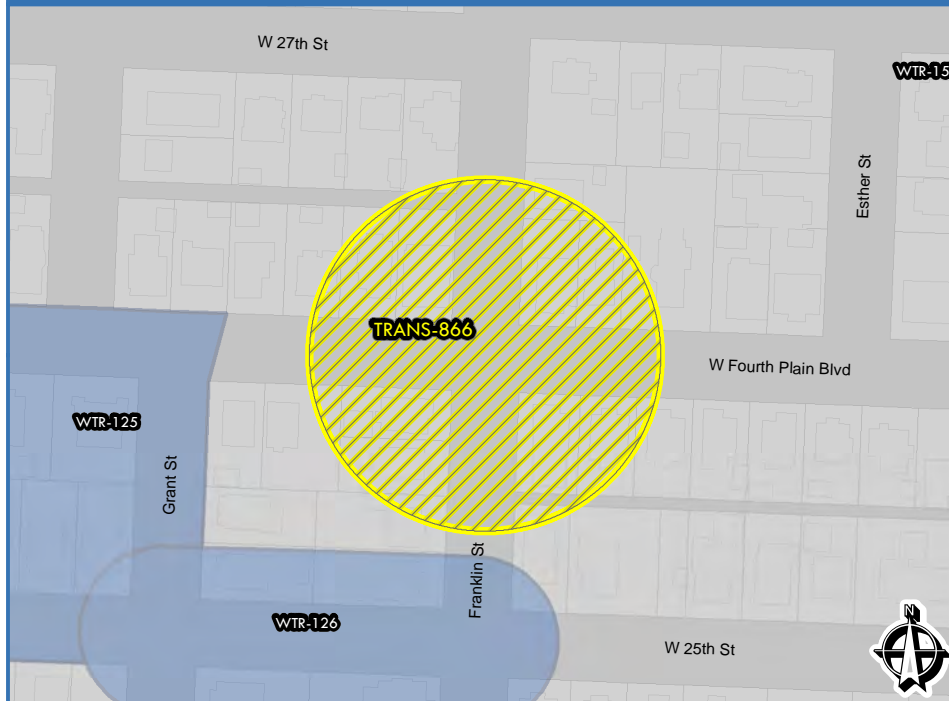 W 27th St
WTR-15
Esther St
TRANS-866
W Fourth Plain Blvd
WTR-125
Grant St
Franklin St
WTR-126
W 25th St
N